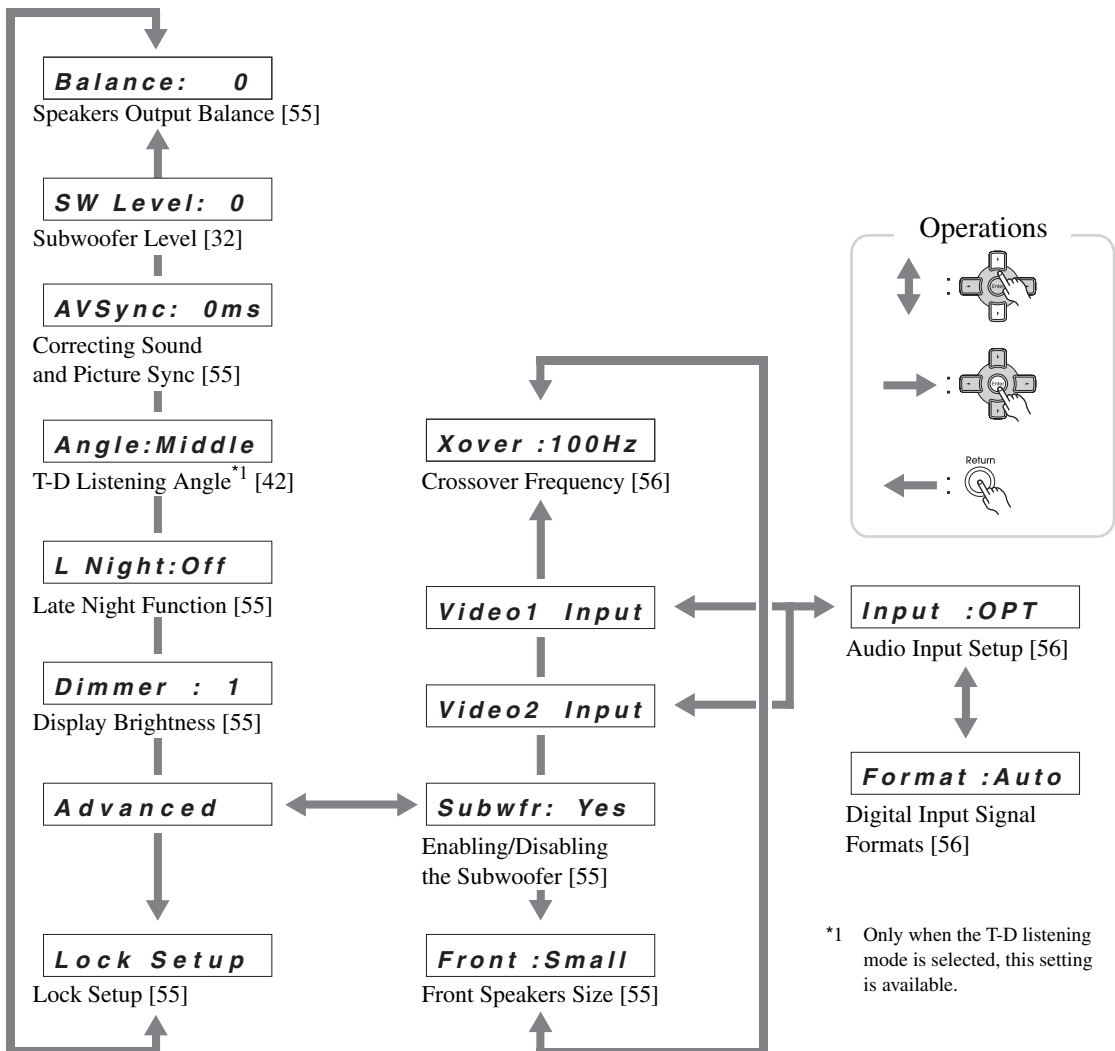 Balance: 0
Speakers Output Balance [55]
SW Level: 0
Subwoofer Level [32]
AVSync: 0ms
Correcting Sound
and Picture Sync [55]
Angle:Middle
T-D Listening Angle*1 [42]
L Night:Off
Late Night Function [55]
Dimmer : 1
Display Brightness [55]
Advanced
Lock Setup
Lock Setup [55]
Xover :100Hz
Crossover Frequency [56]
Video1 Input
Video2 Input
Subwfr: Yes
Enabling/Disabling
the Subwoofer [55]
Front :Small
Front Speakers Size [55]
Operations
:
Enter
:
Enter
:
Return
Input :OPT
Audio Input Setup [56]
Format :Auto
Digital Input Signal
Formats [56]
*1 Only when the T-D listening
mode is selected, this setting
is available.